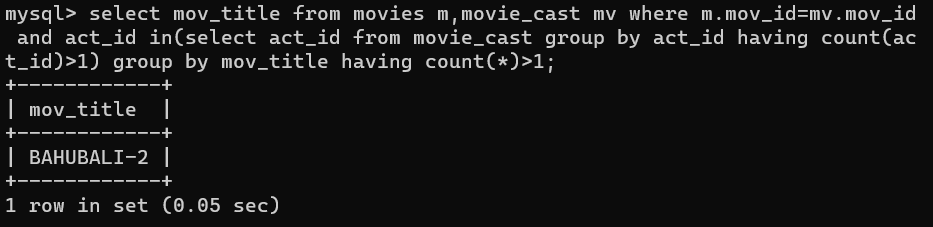 mysql> select mov_title from movies m,movie_cast mv where m.mov_id=mv.mov_id
 and act_id in(select act_id from movie_cast group by act_id having count(ac
t_id)>1) group by mov_title having count(*)>1;
+------------+
| mov_title  |
+------------+
| BAHUBALI-2 |
+------------+
1 row in set (0.05 sec)